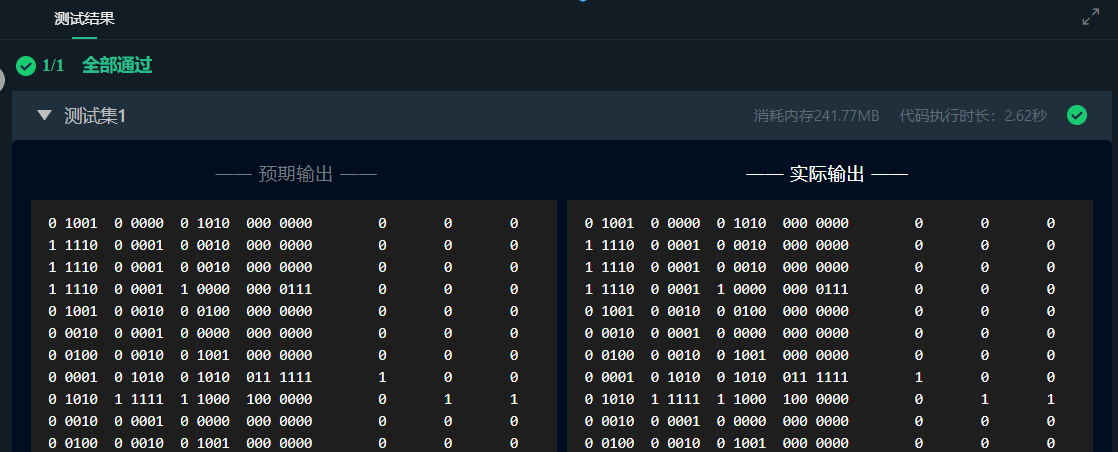 测试结果
1/1 全部通过
测试集1 消耗内存241.77MB 代码执行时长：2.62秒
—— 预期输出 —— —— 实际输出 ——
0 1001 0 0000 0 1010 000 0000 0 0 0 0 1001 0 0000 0 1010 000 0000 0 0 0
1 1110 0 0001 0 0010 000 0000 0 0 0 1 1110 0 0001 0 0010 000 0000 0 0 0
1 1110 0 0001 0 0010 000 0000 0 0 0 1 1110 0 0001 0 0010 000 0000 0 0 0
1 1110 0 0001 1 0000 000 0111 0 0 0 1 1110 0 0001 1 0000 000 0111 0 0 0
0 1001 0 0010 0 0100 000 0000 0 0 0 0 1001 0 0010 0 0100 000 0000 0 0 0
0 0010 0 0001 0 0000 000 0000 0 0 0 0 0010 0 0001 0 0000 000 0000 0 0 0
0 0100 0 0010 0 1001 000 0000 0 0 0 0 0100 0 0010 0 1001 000 0000 0 0 0
0 0001 0 1010 0 1010 011 1111 1 0 0 0 0001 0 1010 0 1010 011 1111 1 0 0
0 1010 1 1111 1 1000 100 0000 0 1 1 0 1010 1 1111 1 1000 100 0000 0 1 1
0 0010 0 0001 0 0000 000 0000 0 0 0 0 0010 0 0001 0 0000 000 0000 0 0 0
0 0100 0 0010 0 1001 000 0000 0 0 0 0 0100 0 0010 0 1001 000 0000 0 0 0